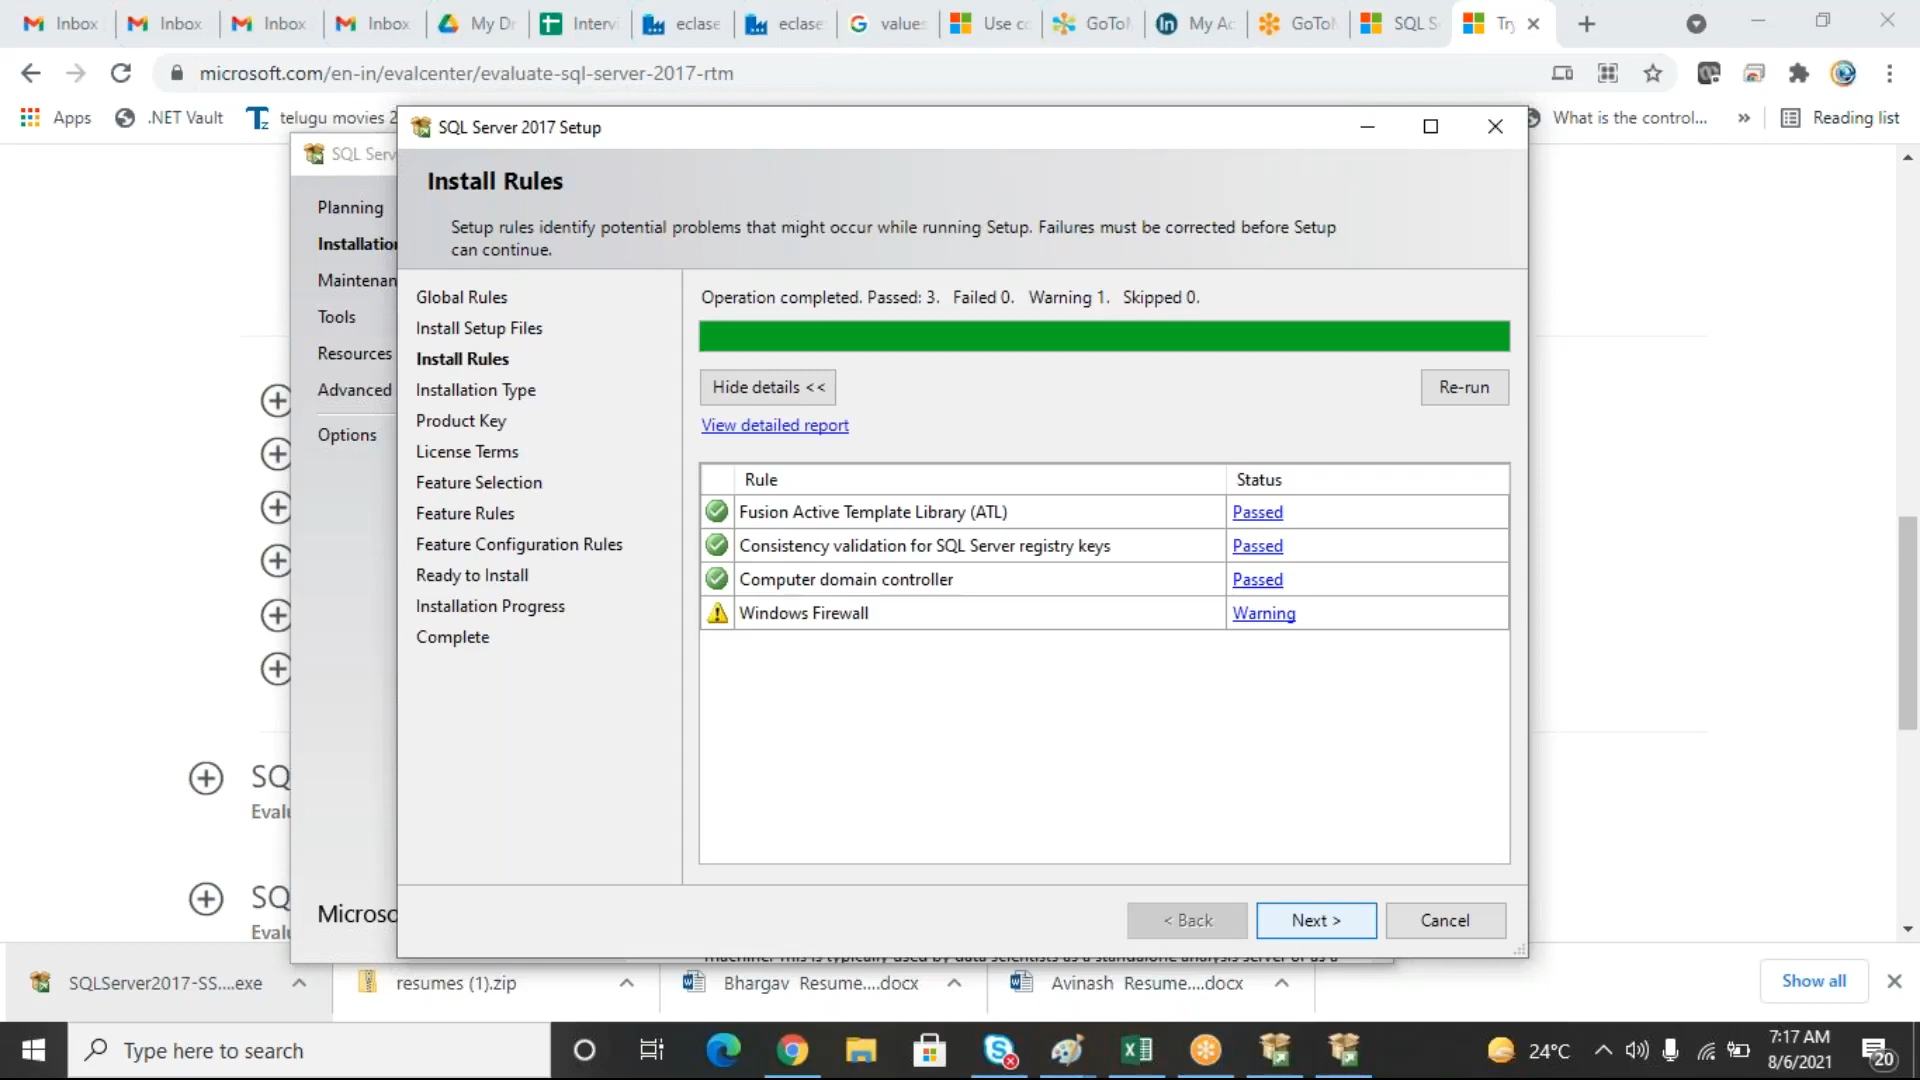 Inbox
Inbox
Inbox
Inbox
My Dr
Intervi
eclase
eclase
values
Use co
GoToM
My Ac
GoToM
SQL S
Try
microsoft.com/en-in/evalcenter/evaluate-sql-server-2017-rtm
Apps
.NET Vault
telugu movies 2
What is the control...
»
Reading list
SQL Serv
SQL Server 2017 Setup
Planning
Installation
Maintenan
Tools
Resources
Advanced
Options
Microso
Install Rules
Setup rules identify potential problems that might occur while running Setup. Failures must be corrected before Setup
can continue.
Global Rules
Install Setup Files
Install Rules
Installation Type
Product Key
License Terms
Feature Selection
Feature Rules
Feature Configuration Rules
Ready to Install
Installation Progress
Complete
Operation completed. Passed: 3.   Failed 0.   Warning 1.   Skipped 0.
Hide details <<
Re-run
View detailed report
Rule Status
Fusion Active Template Library (ATL) Passed
Consistency validation for SQL Server registry keys Passed
Computer domain controller Passed
Windows Firewall Warning
< Back
Next >
Cancel
SQ
Evalu
SQ
Evalu
SQLServer2017-SS....exe
resumes (1).zip
Bhargav Resume....docx
Avinash Resume....docx
Show all
Type here to search
24°C
7:17 AM
8/6/2021
20